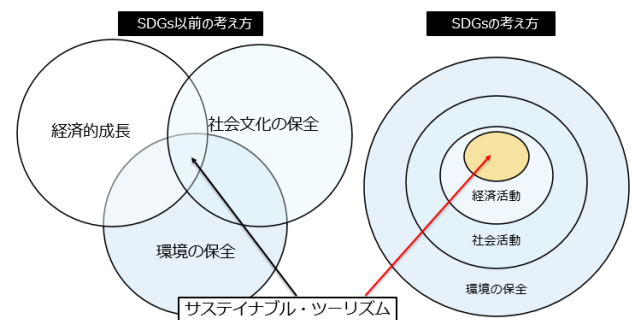 SDGs以前の考え方
SDGsの考え方
経済的成長
社会文化の保全
環境の保全
経済活動
社会活動
環境の保全
サステイナブル・ツーリズム